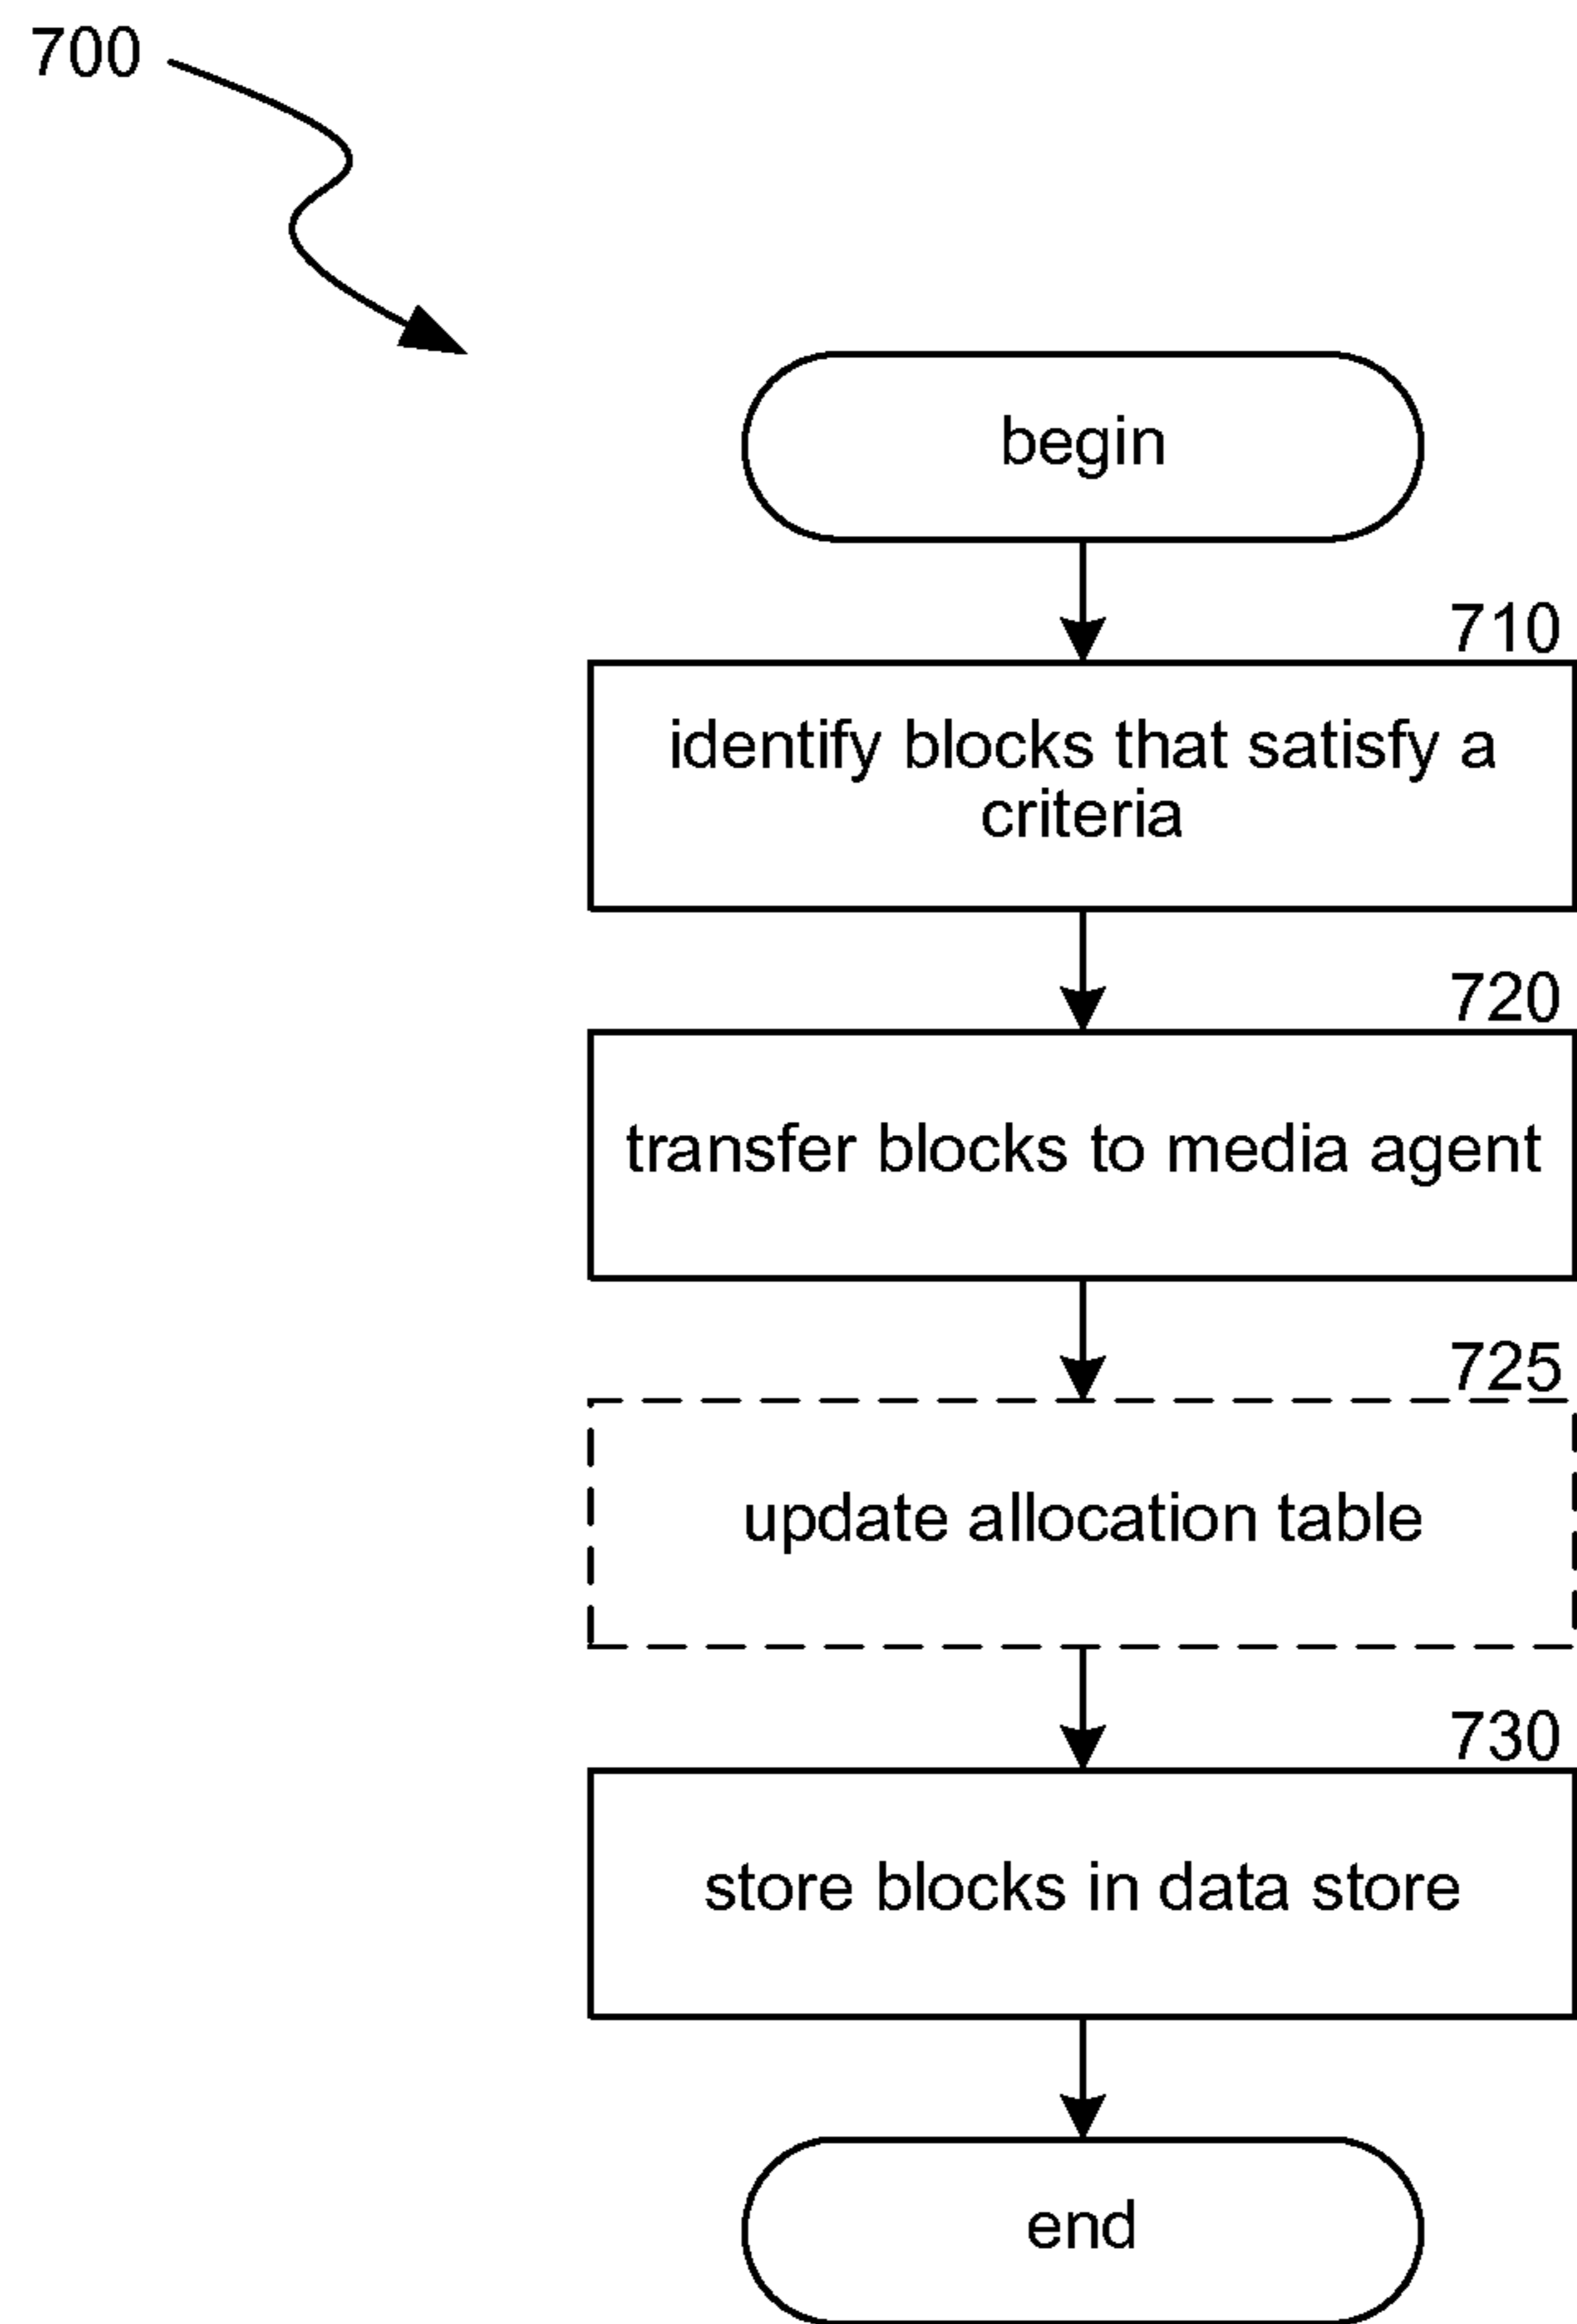 700
begin
710
identify blocks that satisfy a
criteria
720
transfer blocks to media agent
725
update allocation table
730
store blocks in data store
end